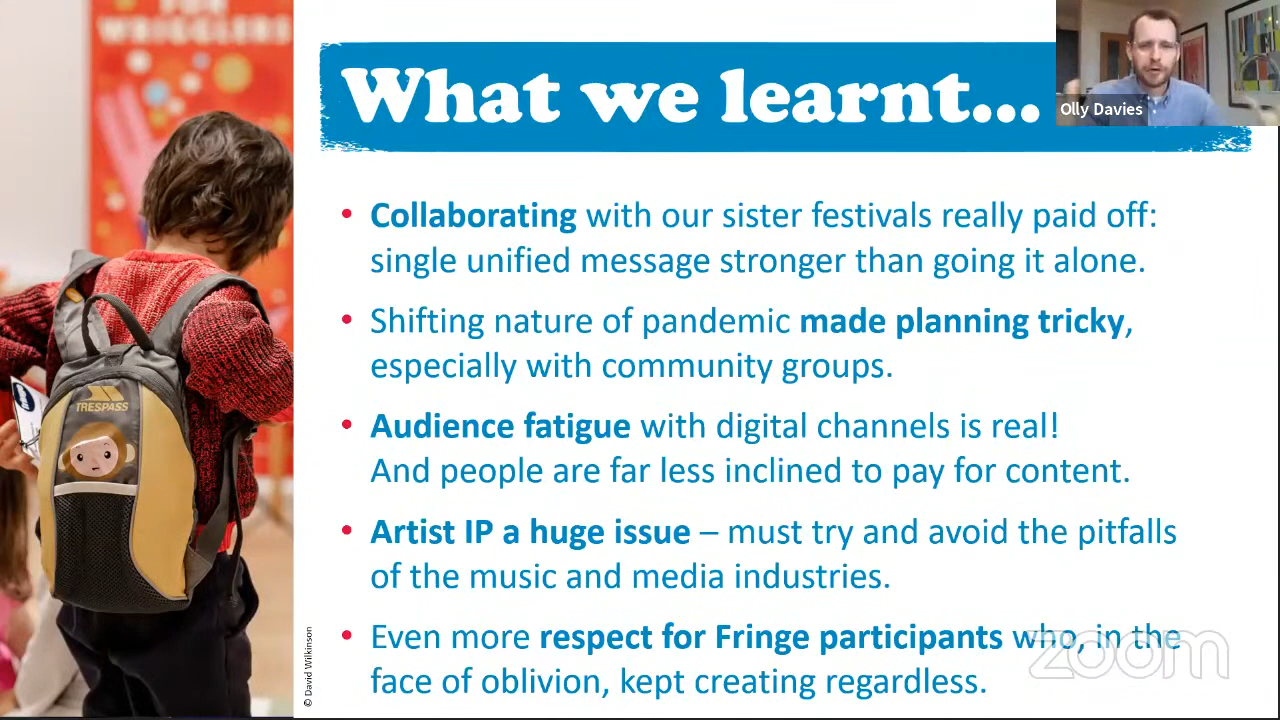 FUN
WRIGGLERS
What we learnt...
Olly Davies
• Collaborating with our sister festivals really paid off:
single unified message stronger than going it alone.
• Shifting nature of pandemic made planning tricky,
especially with community groups.
• Audience fatigue with digital channels is real!
And people are far less inclined to pay for content.
• Artist IP a huge issue – must try and avoid the pitfalls
of the music and media industries.
• Even more respect for Fringe participants who, in the
face of oblivion, kept creating regardless.
TRESPASS
© David Wilkinson
zoom